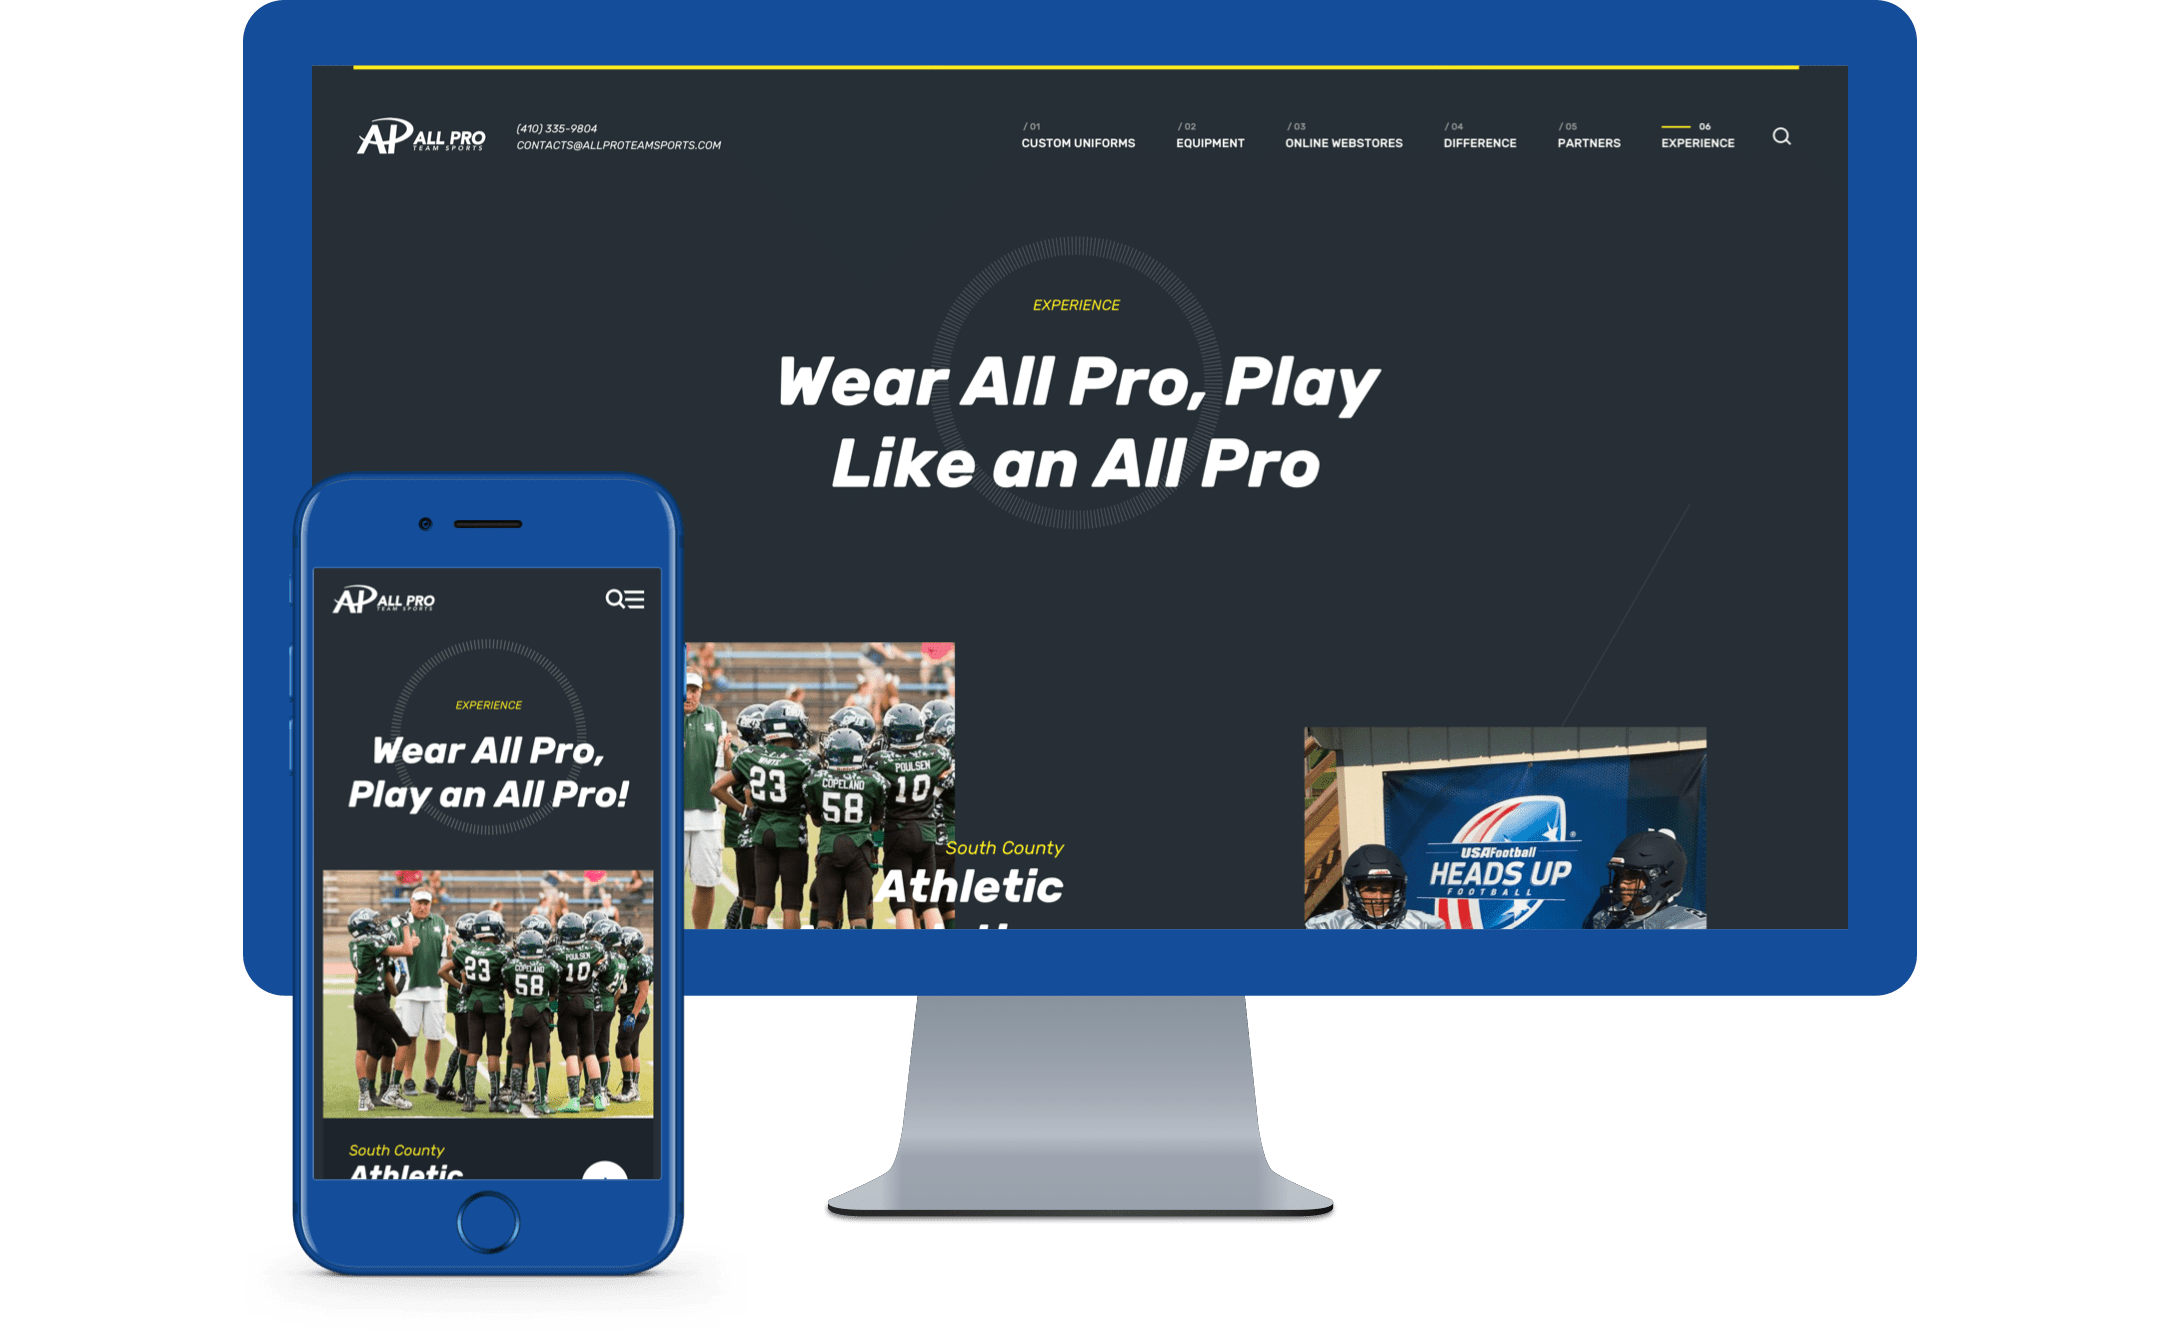 AP ALL PRO
TEAM SPORTS
(410) 335-9804
CONTACTS@ALLPROTEAMSPORTS.COM
/ 01
CUSTOM UNIFORMS
/ 02
EQUIPMENT
/ 03
ONLINE WEBSTORES
/ 04
DIFFERENCE
/ 05
PARTNERS
06
EXPERIENCE
EXPERIENCE
Wear All Pro, Play
Like an All Pro
WHITE
23
COPELAND
58
POULSEN
10
South County
Athletic
USAFootball
HEADS UP
FOOTBALL
®
AP ALL PRO
TEAM SPORTS
EXPERIENCE
Wear All Pro,
Play an All Pro!
WHITE
23
COPELAND
58
POULSEN
10
South County
Athletic